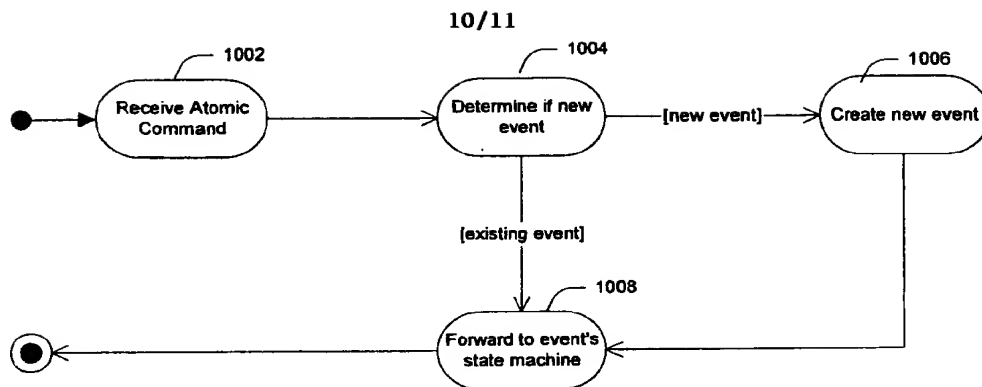 10/11
1002
Receive Atomic
Command
1004
Determine if new
event
[new event]
1006
Create new event
[existing event]
1008
Forward to event's
state machine